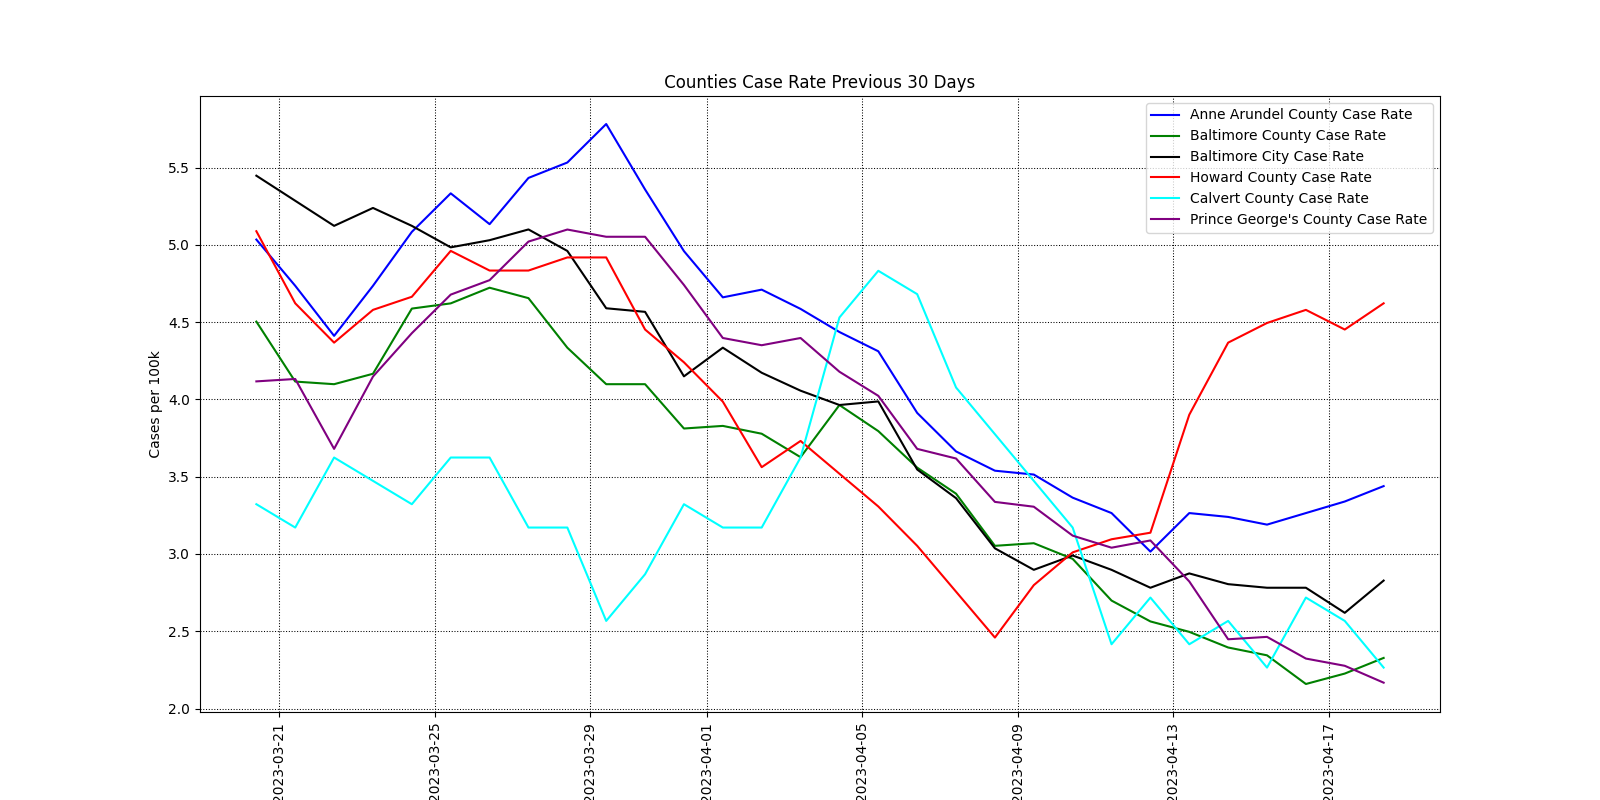 Counties Case Rate Previous 30 Days
Anne Arundel County Case Rate
Baltimore County Case Rate
Baltimore City Case Rate
Howard County Case Rate
Calvert County Case Rate
Prince George's County Case Rate
Cases per 100k
5.5
5.0
4.5
4.0
3.5
3.0
2.5
2.0
2023-03-21
2023-03-25
2023-03-29
2023-04-01
2023-04-05
2023-04-09
2023-04-13
2023-04-17